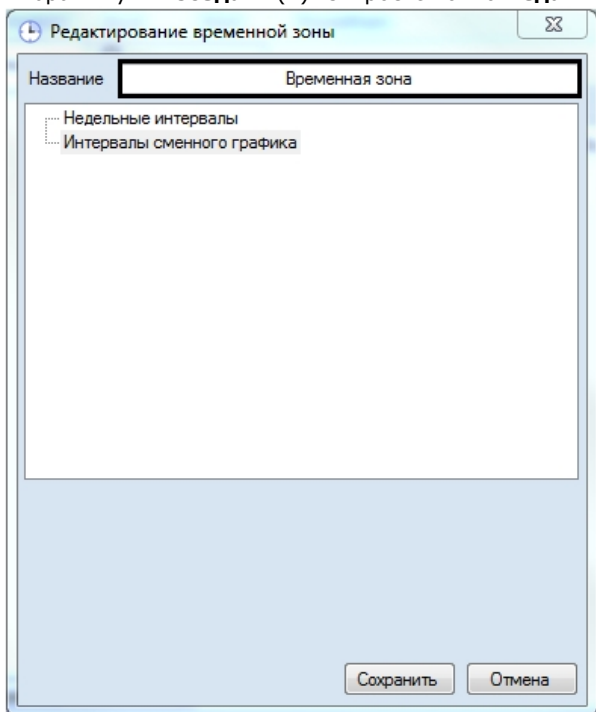 Редактирование временной зоны
Название Временная зона
Недельные интервалы
Интервалы сменного графика
Сохранить Отмена